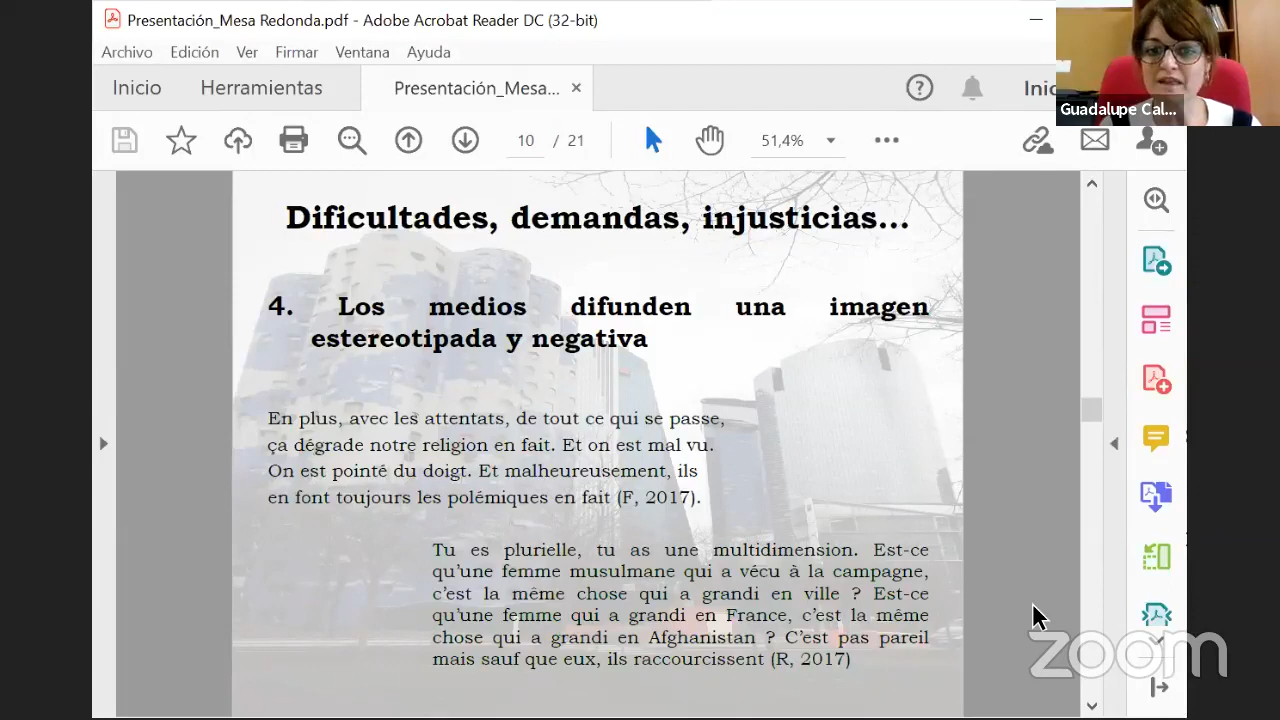 Presentación_Mesa Redonda.pdf - Adobe Acrobat Reader DC (32-bit)
Archivo Edición Ver Firmar Ventana Ayuda
Inicio Herramientas Presentación_Mesa... × Inic
10 / 21 51,4%
Guadalupe Cal...
Dificultades, demandas, injusticias...
4. Los medios difunden una imagen
estereotipada y negativa
En plus, avec les attentats, de tout ce qui se passe,
ça dégrade notre religion en fait. Et on est mal vu.
On est pointé du doigt. Et malheureusement, ils
en font toujours les polémiques en fait (F, 2017).
Tu es plurielle, tu as une multidimension. Est-ce
qu'une femme musulmane qui a vécu à la campagne,
c'est la même chose qui a grandi en ville ? Est-ce
qu'une femme qui a grandi en France, c'est la même
chose qui a grandi en Afghanistan ? C'est pas pareil
mais sauf que eux, ils raccourcissent (R, 2017)
zoom